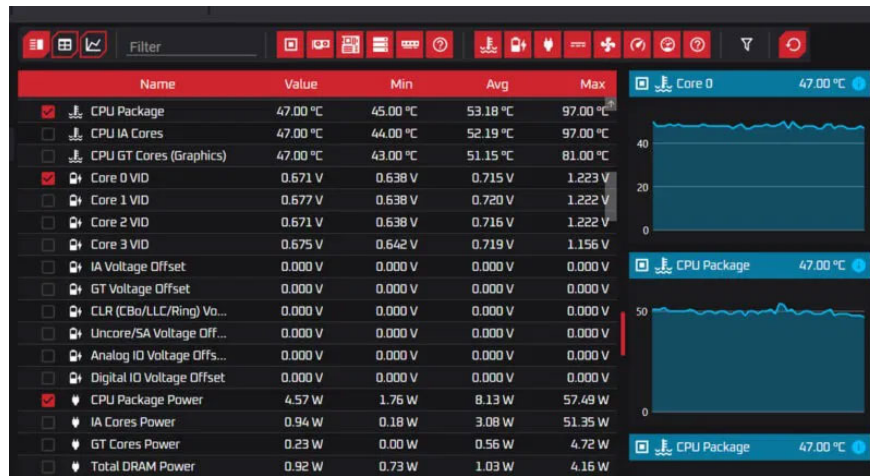 Filter
Name Value Min Avg Max
CPU Package 47.00 °C 45.00 °C 53.18 °C 97.00 °C
CPU IA Cores 47.00 °C 44.00 °C 52.19 °C 97.00 °C
CPU GT Cores (Graphics) 47.00 °C 43.00 °C 51.15 °C 81.00 °C
Core 0 VID 0.671 V 0.638 V 0.715 V 1.223 V
Core 1 VID 0.677 V 0.638 V 0.720 V 1.222 V
Core 2 VID 0.671 V 0.638 V 0.716 V 1.222 V
Core 3 VID 0.675 V 0.642 V 0.719 V 1.156 V
IA Voltage Offset 0.000 V 0.000 V 0.000 V 0.000 V
GT Voltage Offset 0.000 V 0.000 V 0.000 V 0.000 V
CLR (CBo/LLC/Ring) Vo... 0.000 V 0.000 V 0.000 V 0.000 V
Uncore/SA Voltage Off... 0.000 V 0.000 V 0.000 V 0.000 V
Analog IO Voltage Offs... 0.000 V 0.000 V 0.000 V 0.000 V
Digital IO Voltage Offset 0.000 V 0.000 V 0.000 V 0.000 V
CPU Package Power 4.57 W 1.76 W 8.13 W 57.49 W
IA Cores Power 0.94 W 0.18 W 3.08 W 51.35 W
GT Cores Power 0.23 W 0.00 W 0.56 W 4.72 W
Total DRAM Power 0.92 W 0.73 W 1.03 W 4.16 W
Core 0 47.00 °C
40
20
0
CPU Package 47.00 °C
50
0
CPU Package 47.00 °C